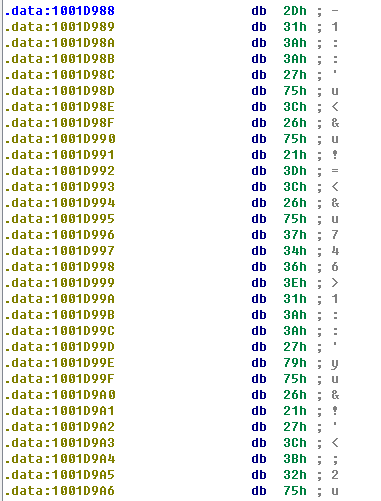 .data:1001D988 db 2Dh ; -
.data:1001D989 db 31h ; 1
.data:1001D98A db 3Ah ; :
.data:1001D98B db 3Ah ; :
.data:1001D98C db 27h ; '
.data:1001D98D db 75h ; u
.data:1001D98E db 3Ch ; <
.data:1001D98F db 26h ; &
.data:1001D990 db 75h ; u
.data:1001D991 db 21h ; !
.data:1001D992 db 3Dh ; =
.data:1001D993 db 3Ch ; <
.data:1001D994 db 26h ; &
.data:1001D995 db 75h ; u
.data:1001D996 db 37h ; 7
.data:1001D997 db 34h ; 4
.data:1001D998 db 36h ; 6
.data:1001D999 db 3Eh ; >
.data:1001D99A db 31h ; 1
.data:1001D99B db 3Ah ; :
.data:1001D99C db 3Ah ; :
.data:1001D99D db 27h ; '
.data:1001D99E db 79h ; y
.data:1001D99F db 75h ; u
.data:1001D9A0 db 26h ; &
.data:1001D9A1 db 21h ; !
.data:1001D9A2 db 27h ; '
.data:1001D9A3 db 3Ch ; <
.data:1001D9A4 db 3Bh ; ;
.data:1001D9A5 db 32h ; 2
.data:1001D9A6 db 75h ; u